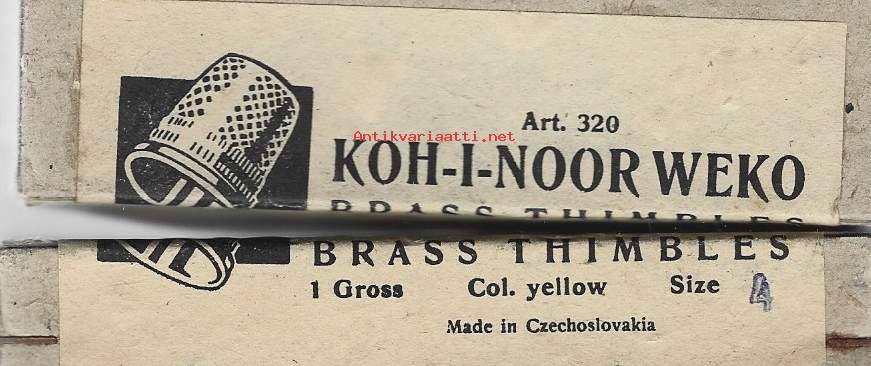 Art. 320
Antikvariaatti.net
KOH-I-NOOR WEKO
BRASS THIMBLES
BRASS THIMBLES
1 Gross Col. yellow Size 4
Made in Czechoslovakia